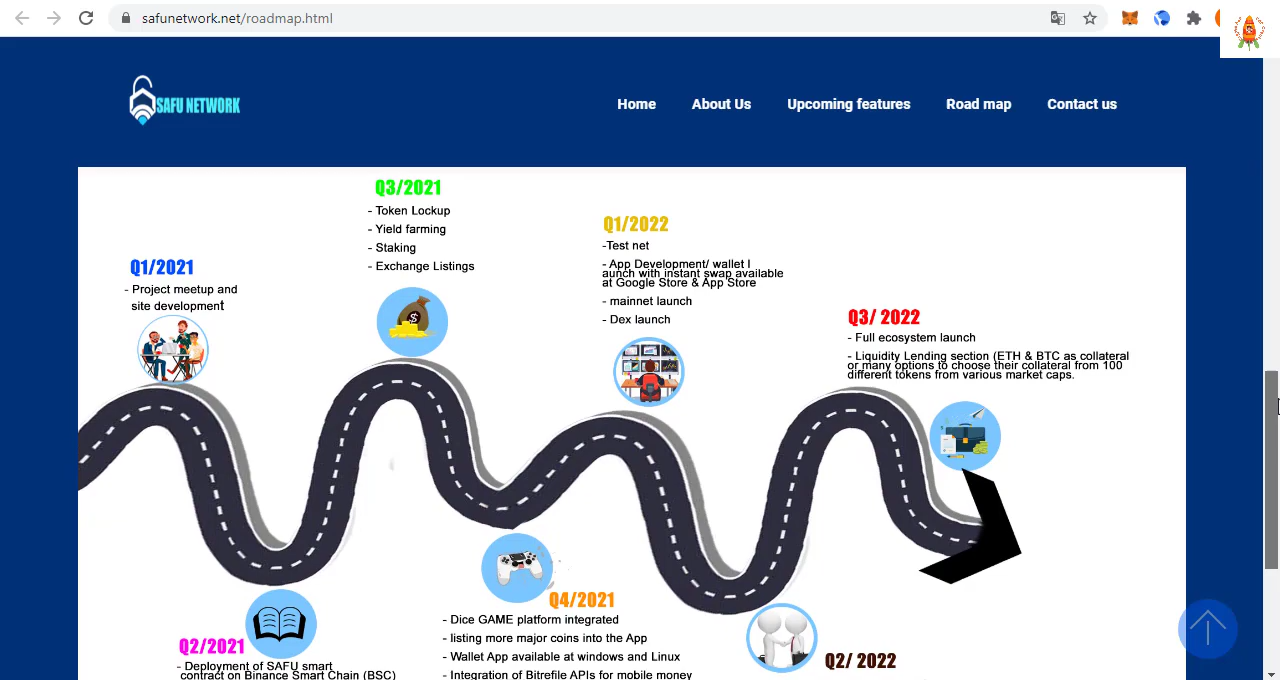 safunetwork.net/roadmap.html
SAFU NETWORK
Home
About Us
Upcoming features
Road map
Contact us
Q1/2021
- Project meetup and
site development
Q3/2021
- Token Lockup
- Yield farming
- Staking
- Exchange Listings
Q1/2022
-Test net
- App Development/ wallet l
aunch with instant swap available
at Google Store & App Store
- mainnet launch
- Dex launch
Q3/ 2022
- Full ecosystem launch
- Liquidity Lending section (ETH & BTC as collateral
or many options to choose their collateral from 100
different tokens from various market caps.
Q2/2021
- Deployment of SAFU smart
contract on Binance Smart Chain (BSC)
Q4/2021
- Dice GAME platform integrated
- listing more major coins into the App
- Wallet App available at windows and Linux
- Integration of Bitrefile APIs for mobile money
Q2/ 2022